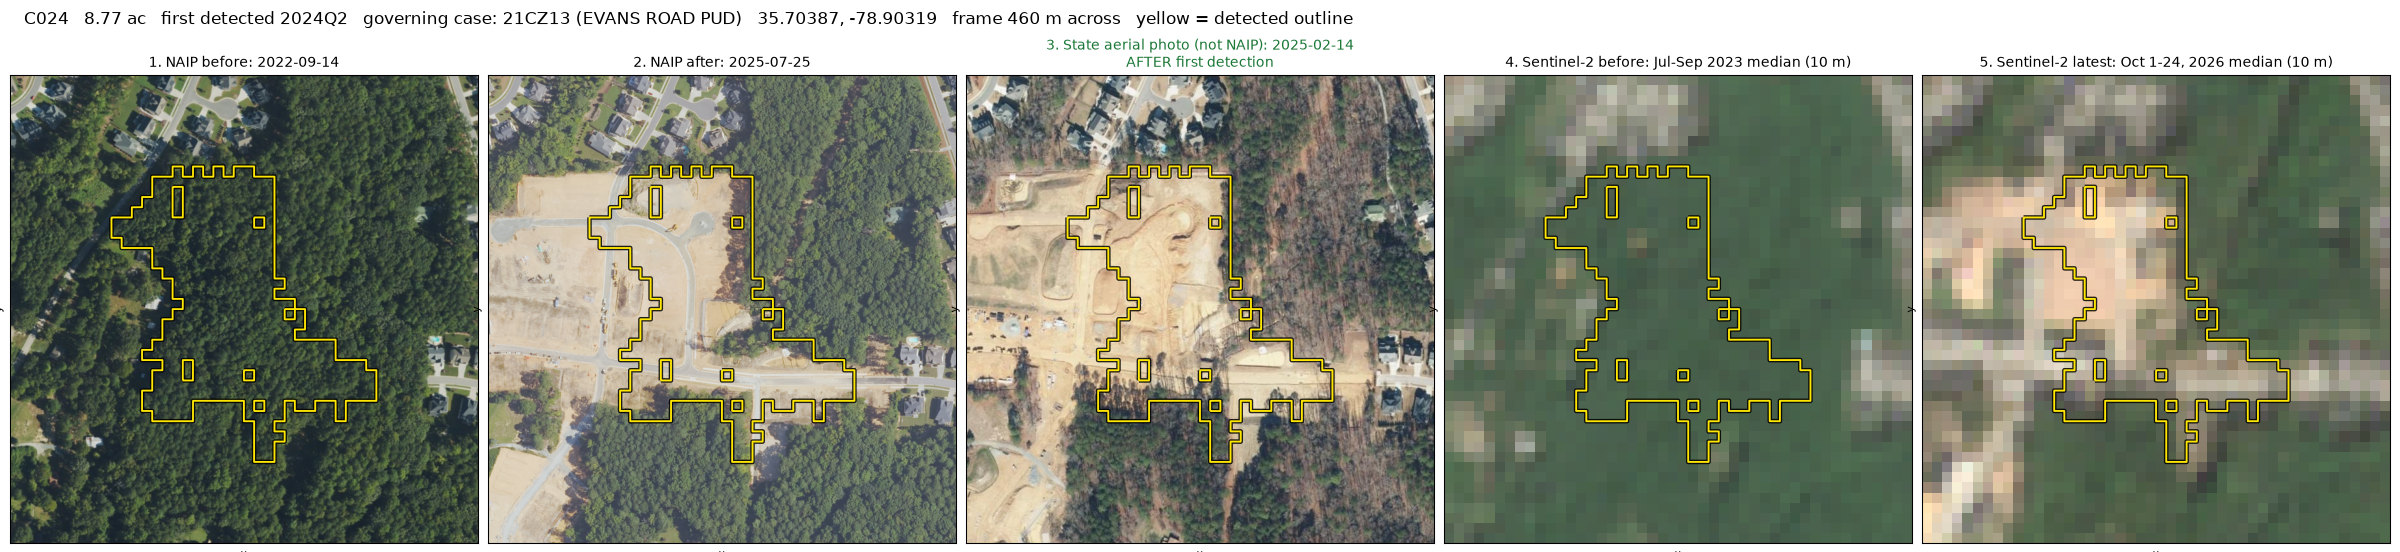 C024   8.77 ac   first detected 2024Q2   governing case: 21CZ13 (EVANS ROAD PUD)   35.70387, -78.90319   frame 460 m across   yellow = detected outline
1. NAIP before: 2022-09-14
2. NAIP after: 2025-07-25
3. State aerial photo (not NAIP): 2025-02-14
AFTER first detection
4. Sentinel-2 before: Jul-Sep 2023 median (10 m)
5. Sentinel-2 latest: Oct 1-24, 2026 median (10 m)